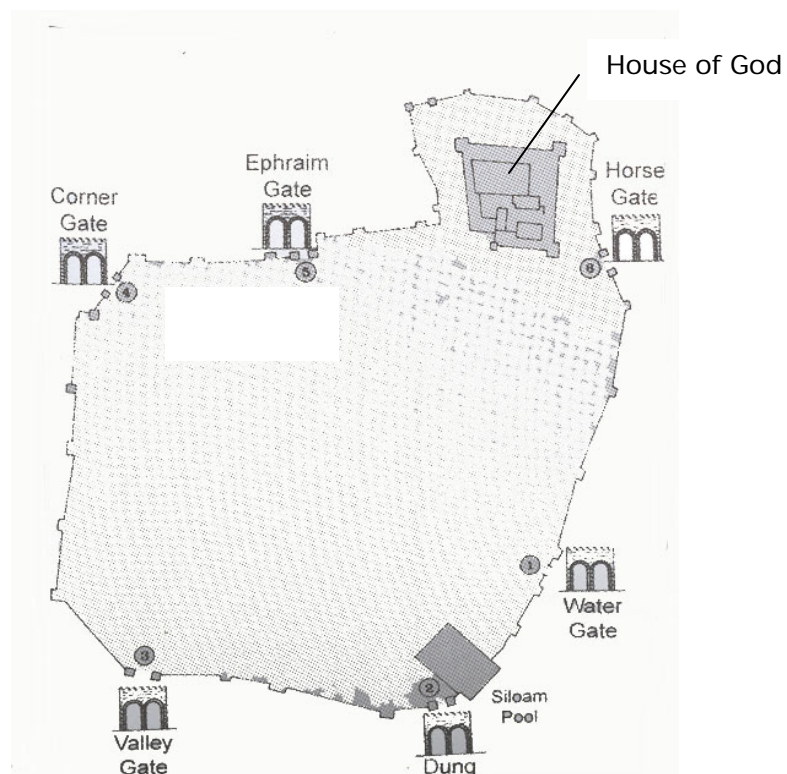 House of God
Ephraim
Gate
Horse
Gate
Corner
Gate
6
5
4
1
Water
Gate
3
2
Siloam
Pool
Valley
Gate
Dung